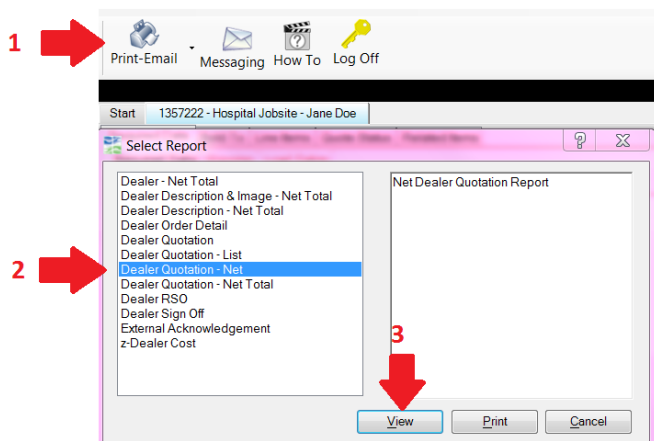 1
Print-Email Messaging How To Log Off
Start 1357222 - Hospital Jobsite - Jane Doe
Select Report
Dealer - Net Total
Dealer Description & Image - Net Total
Dealer Description - Net Total
Dealer Order Detail
Dealer Quotation
Dealer Quotation - List
2
Dealer Quotation - Net
Dealer Quotation - Net Total
Dealer RSO
Dealer Sign Off
External Acknowledgement
z-Dealer Cost
Net Dealer Quotation Report
3
View Print Cancel